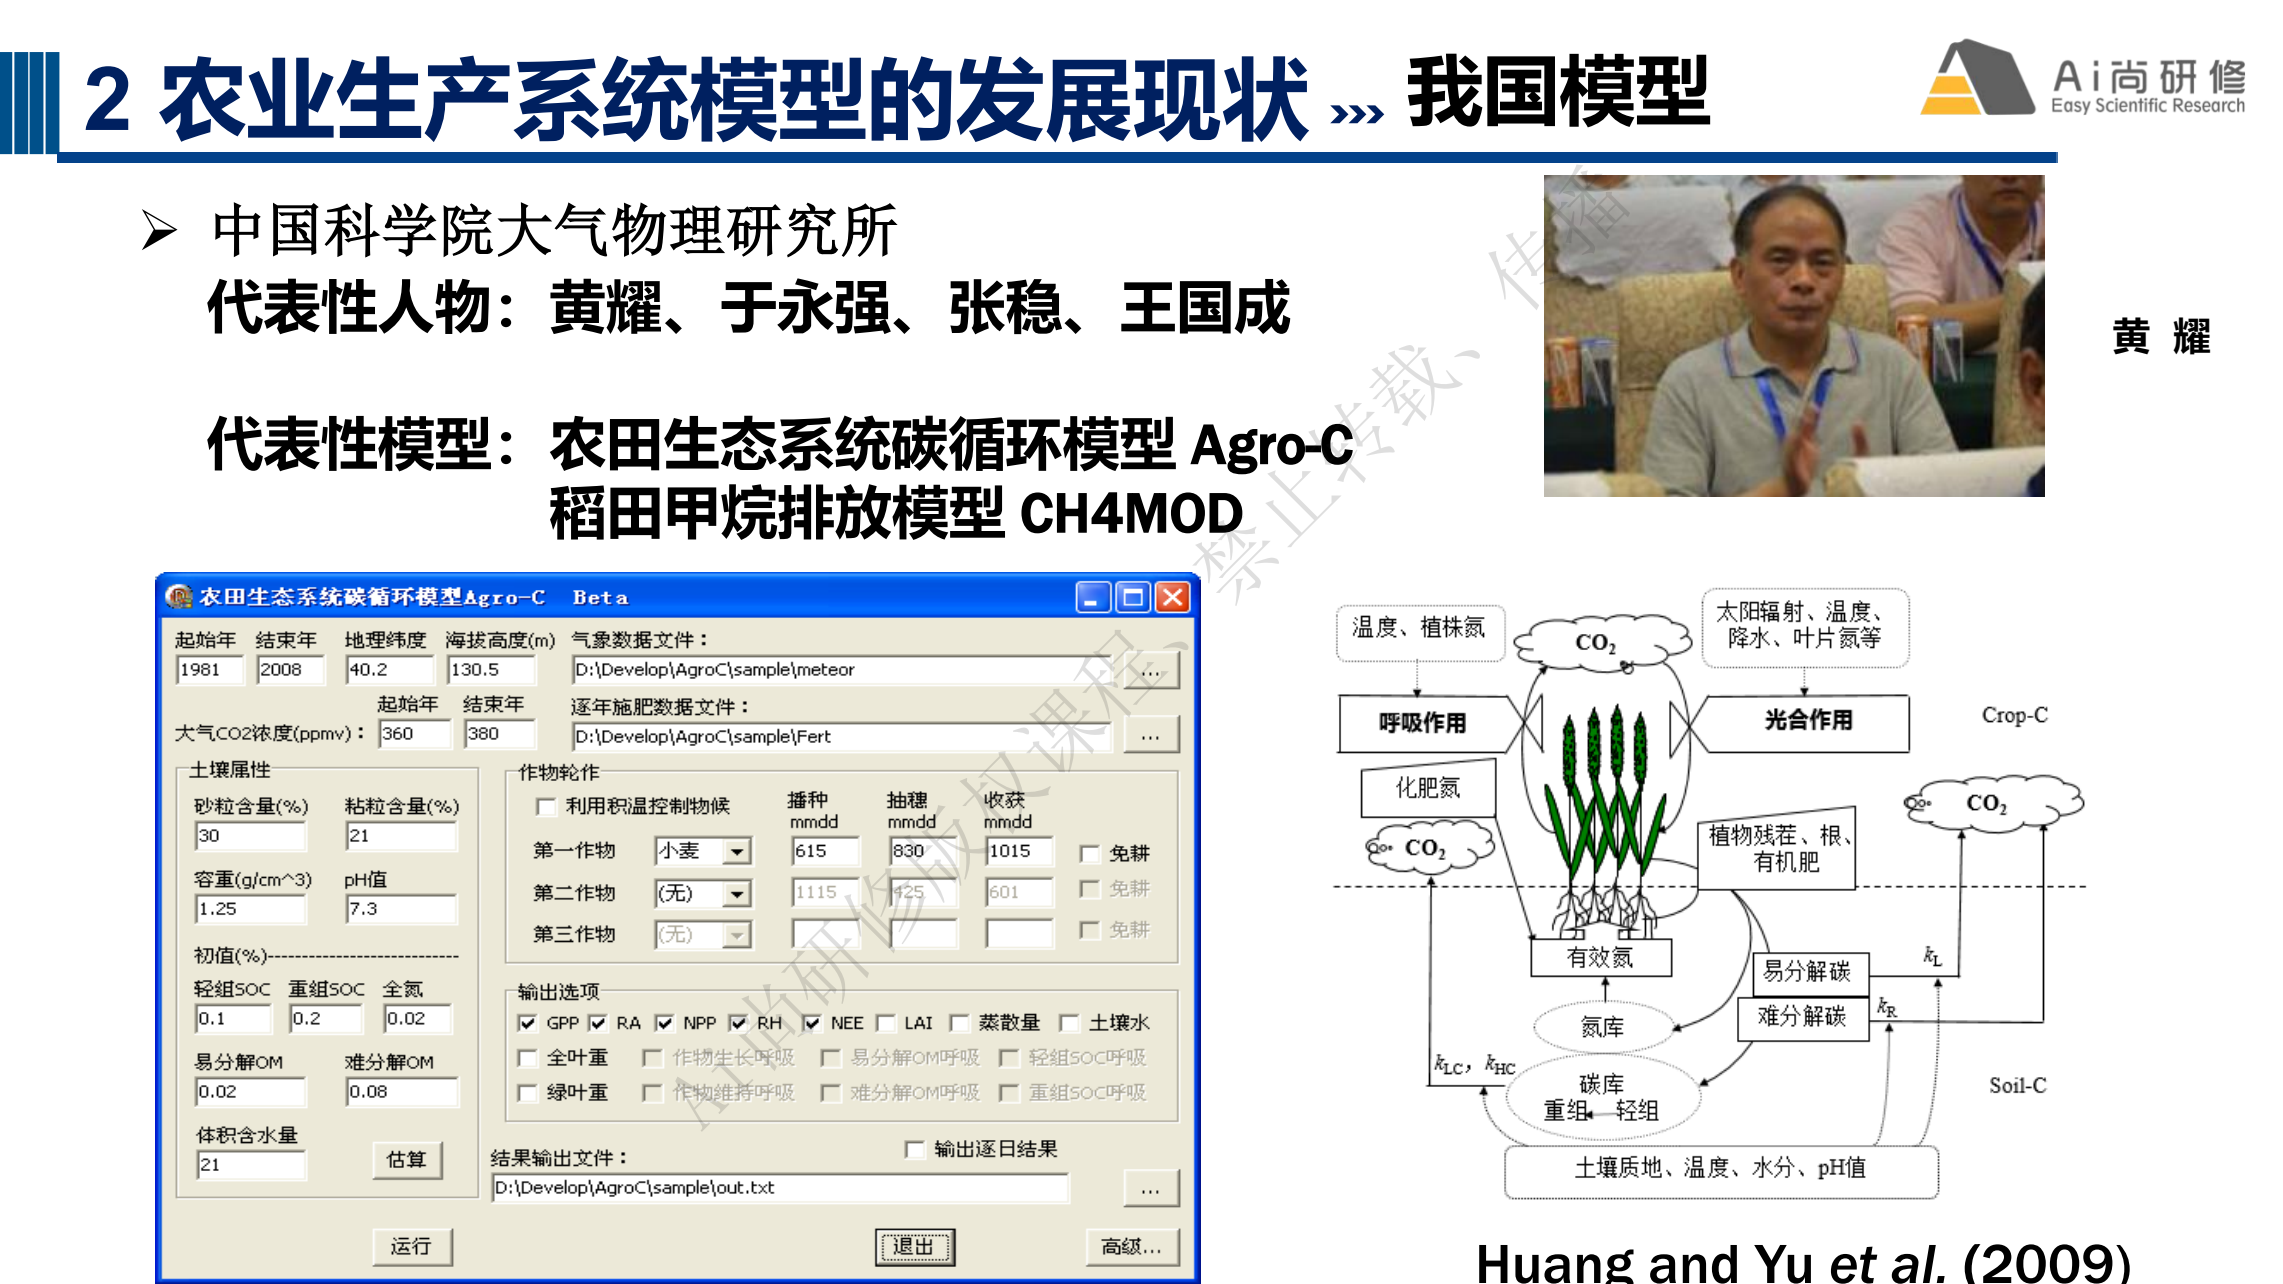 2 农业生产系统模型的发展现状 ››› 我国模型
Ai尚研修
Easy Scientific Research
➢ 中国科学院大气物理研究所
代表性人物：黄耀、于永强、张稳、王国成
代表性模型：农田生态系统碳循环模型 Agro-C
稻田甲烷排放模型 CH4MOD
黄 耀
农田生态系统碳循环模型Agro-C Beta
起始年 结束年 地理纬度 海拔高度(m) 气象数据文件：
1981 2008 40.2 130.5 D:\Develop\AgroC\sample\meteor ...
起始年 结束年 逐年施肥数据文件：
大气CO2浓度(ppmv)： 360 380 D:\Develop\AgroC\sample\Fert ...
土壤属性
砂粒含量(%) 粘粒含量(%)
30 21
容重(g/cm^3) pH值
1.25 7.3
初值(%)---------------------------
轻组SOC 重组SOC 全氮
0.1 0.2 0.02
易分解OM 难分解OM
0.02 0.08
体积含水量
21 估算
作物轮作
利用积温控制物候 播种 抽穗 收获
mmdd mmdd mmdd
第一作物 小麦 615 830 1015 免耕
第二作物 (无) 1115 425 601 免耕
第三作物 (无) 免耕
输出选项
GPP RA NPP RH NEE LAI 蒸散量 土壤水
全叶重 作物生长呼吸 易分解OM呼吸 轻组SOC呼吸
绿叶重 作物维持呼吸 难分解OM呼吸 重组SOC呼吸
结果输出文件： 输出逐日结果
D:\Develop\AgroC\sample\out.txt ...
运行 退出 高级...
温度、植株氮
CO2
太阳辐射、温度、
降水、叶片氮等
呼吸作用
光合作用
Crop-C
化肥氮
CO2
植物残茬、根、
有机肥
CO2
有效氮
易分解碳
kL
难分解碳
kR
氮库
kLC, kHC
碳库
重组 轻组
Soil-C
土壤质地、温度、水分、pH值
Huang and Yu et al. (2009)
Ai尚研修版权课程、禁止转载、传播